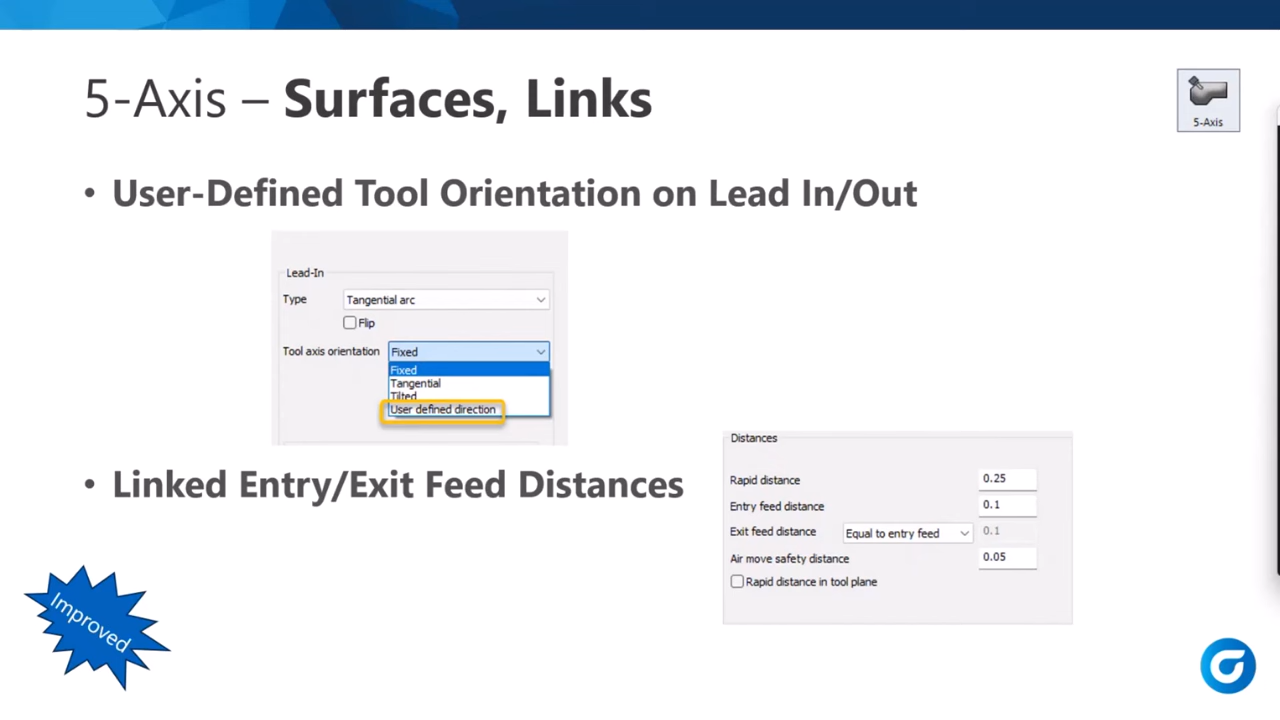 5-Axis – Surfaces, Links
5-Axis
• User-Defined Tool Orientation on Lead In/Out
Lead-In
Type Tangential arc
Flip
Tool axis orientation Fixed
Fixed
Tangential
Tilted
User defined direction
• Linked Entry/Exit Feed Distances
Distances
Rapid distance 0.25
Entry feed distance 0.1
Exit feed distance Equal to entry feed 0.1
Air move safety distance 0.05
Rapid distance in tool plane
Improved